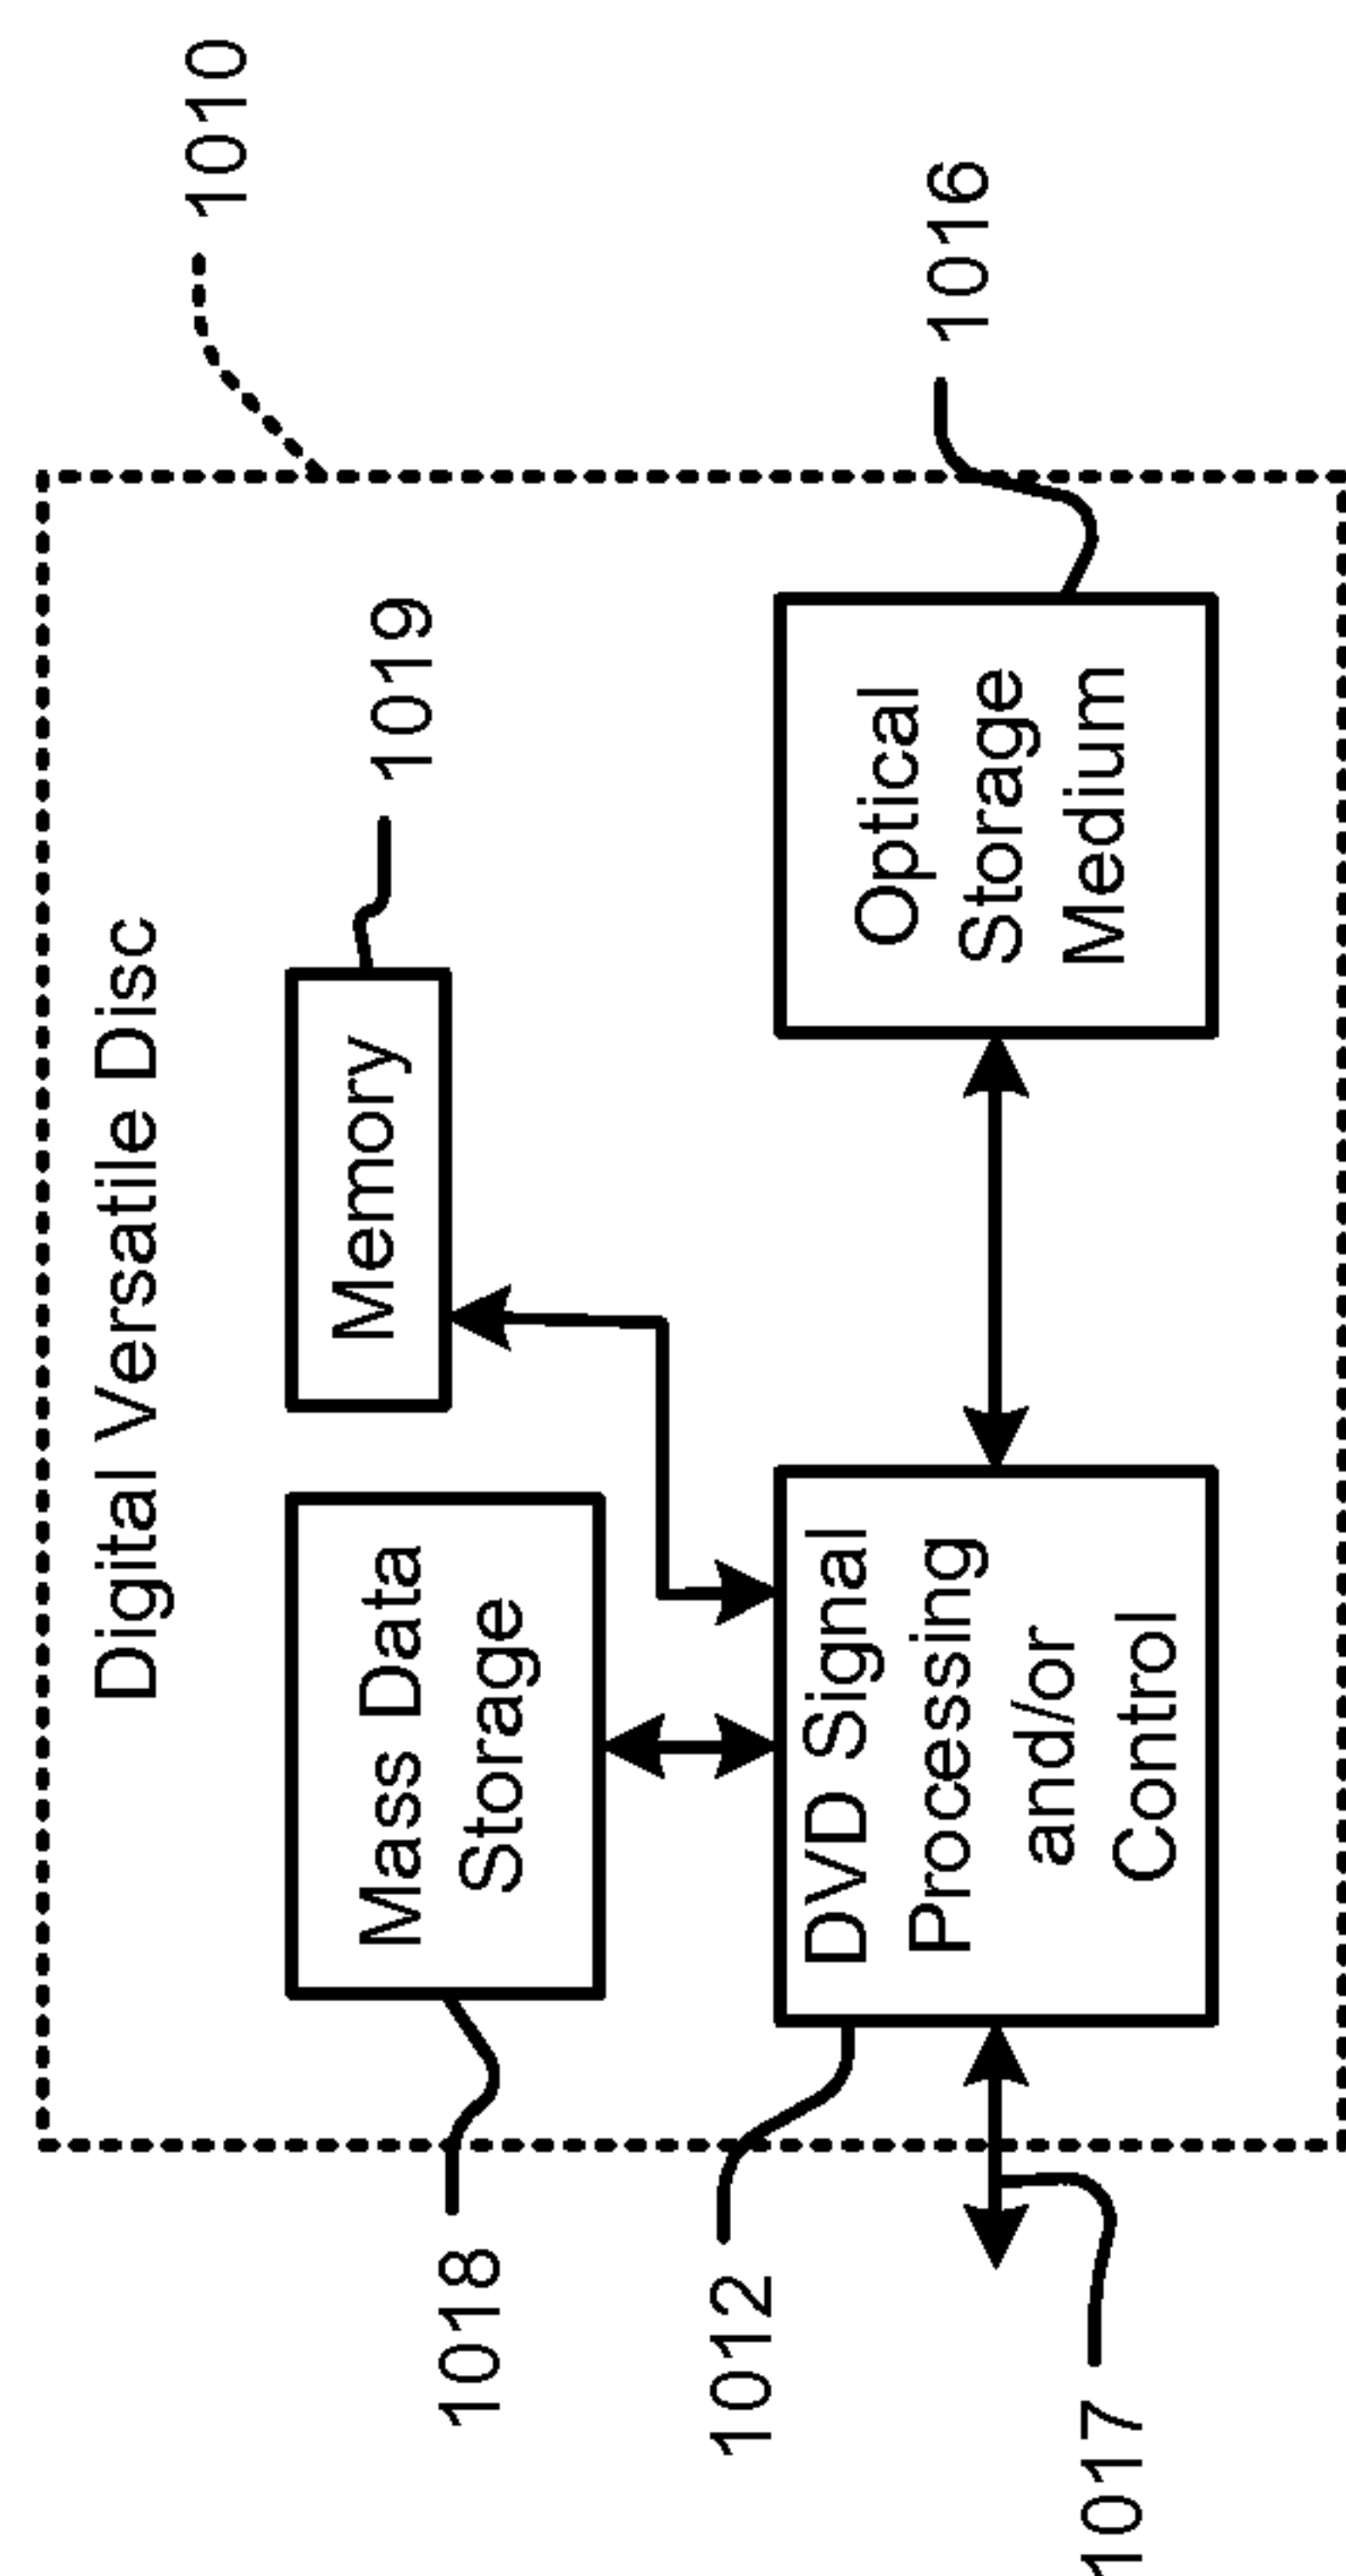 Digital Versatile Disc
1010
1018
Mass Data
Storage
Memory
1019
1012
DVD Signal
Processing
and/or
Control
Optical
Storage
Medium
1016
1017